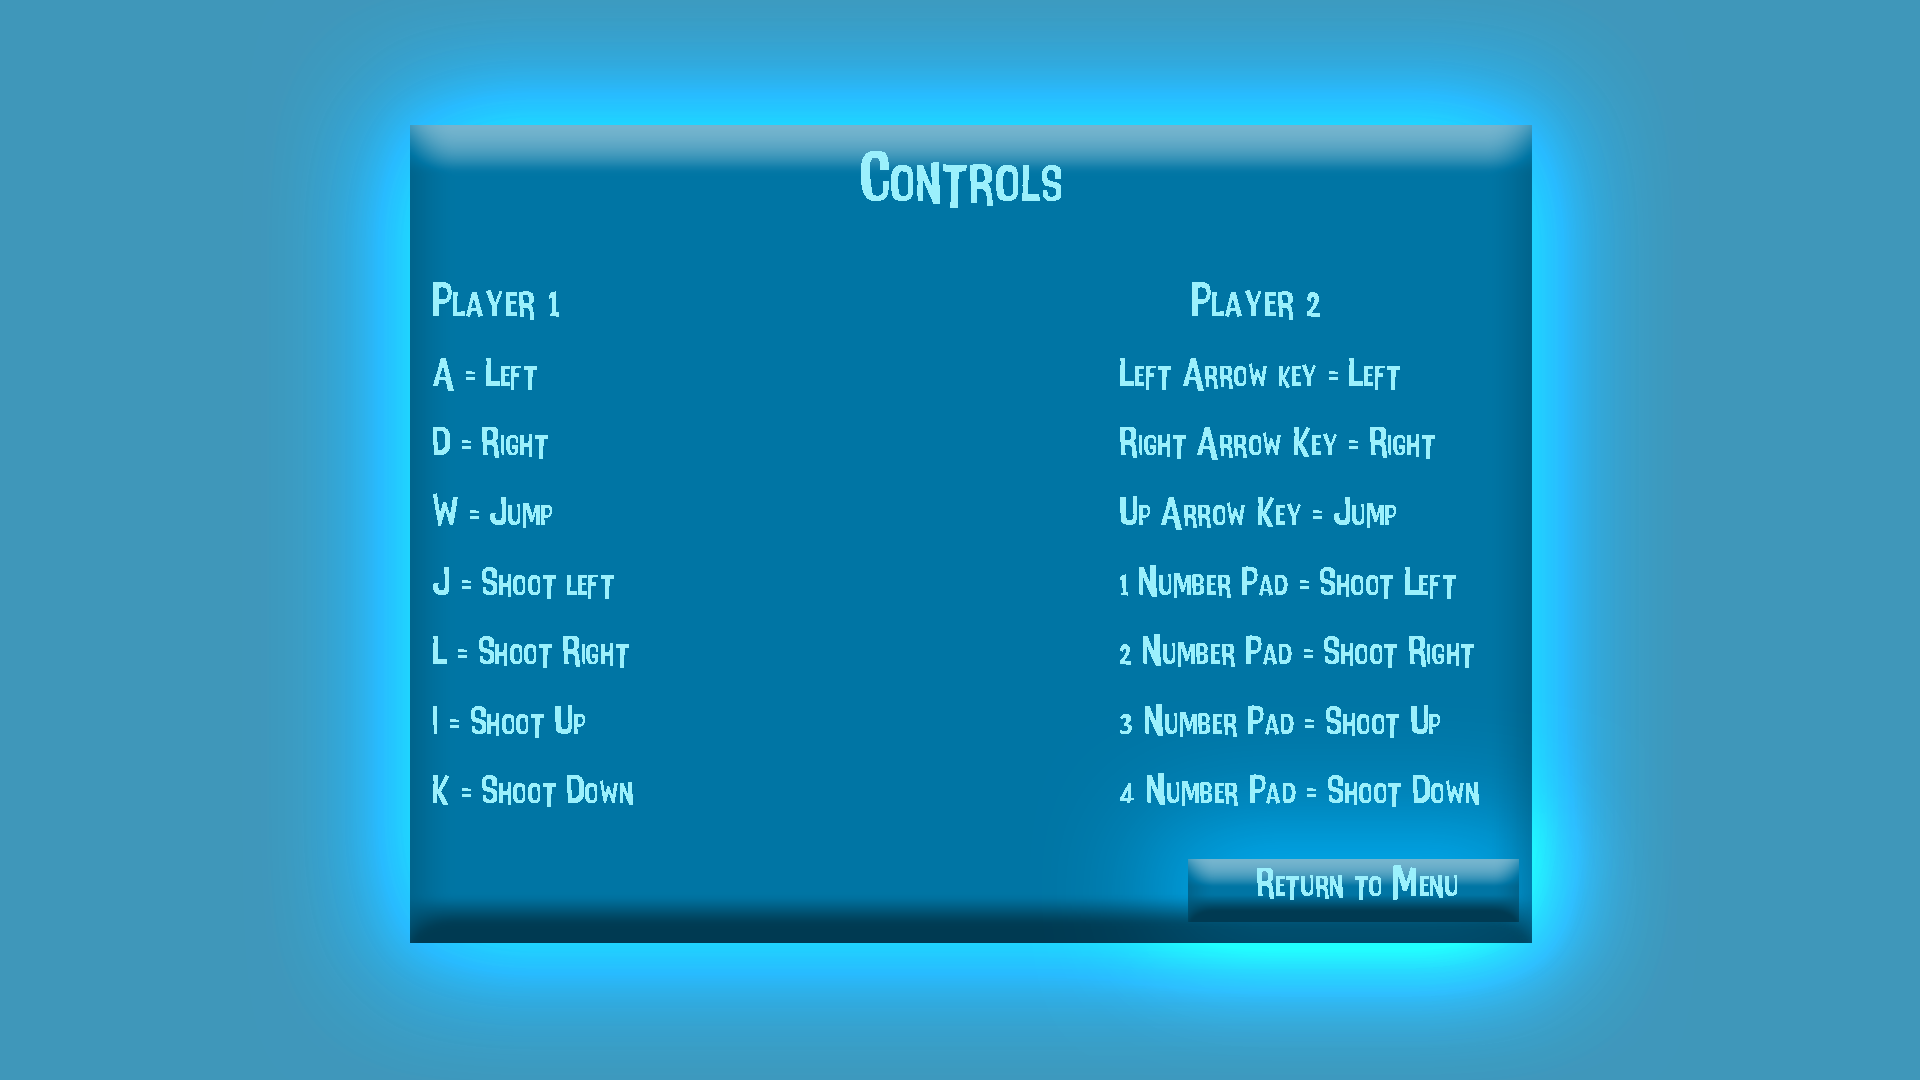 Controls
Player 1
A = Left
D = Right
W = Jump
J = Shoot left
L = Shoot Right
I = Shoot Up
K = Shoot Down
Player 2
Left Arrow key = Left
Right Arrow Key = Right
Up Arrow Key = Jump
1 Number Pad = Shoot Left
2 Number Pad = Shoot Right
3 Number Pad = Shoot Up
4 Number Pad = Shoot Down
Return to Menu